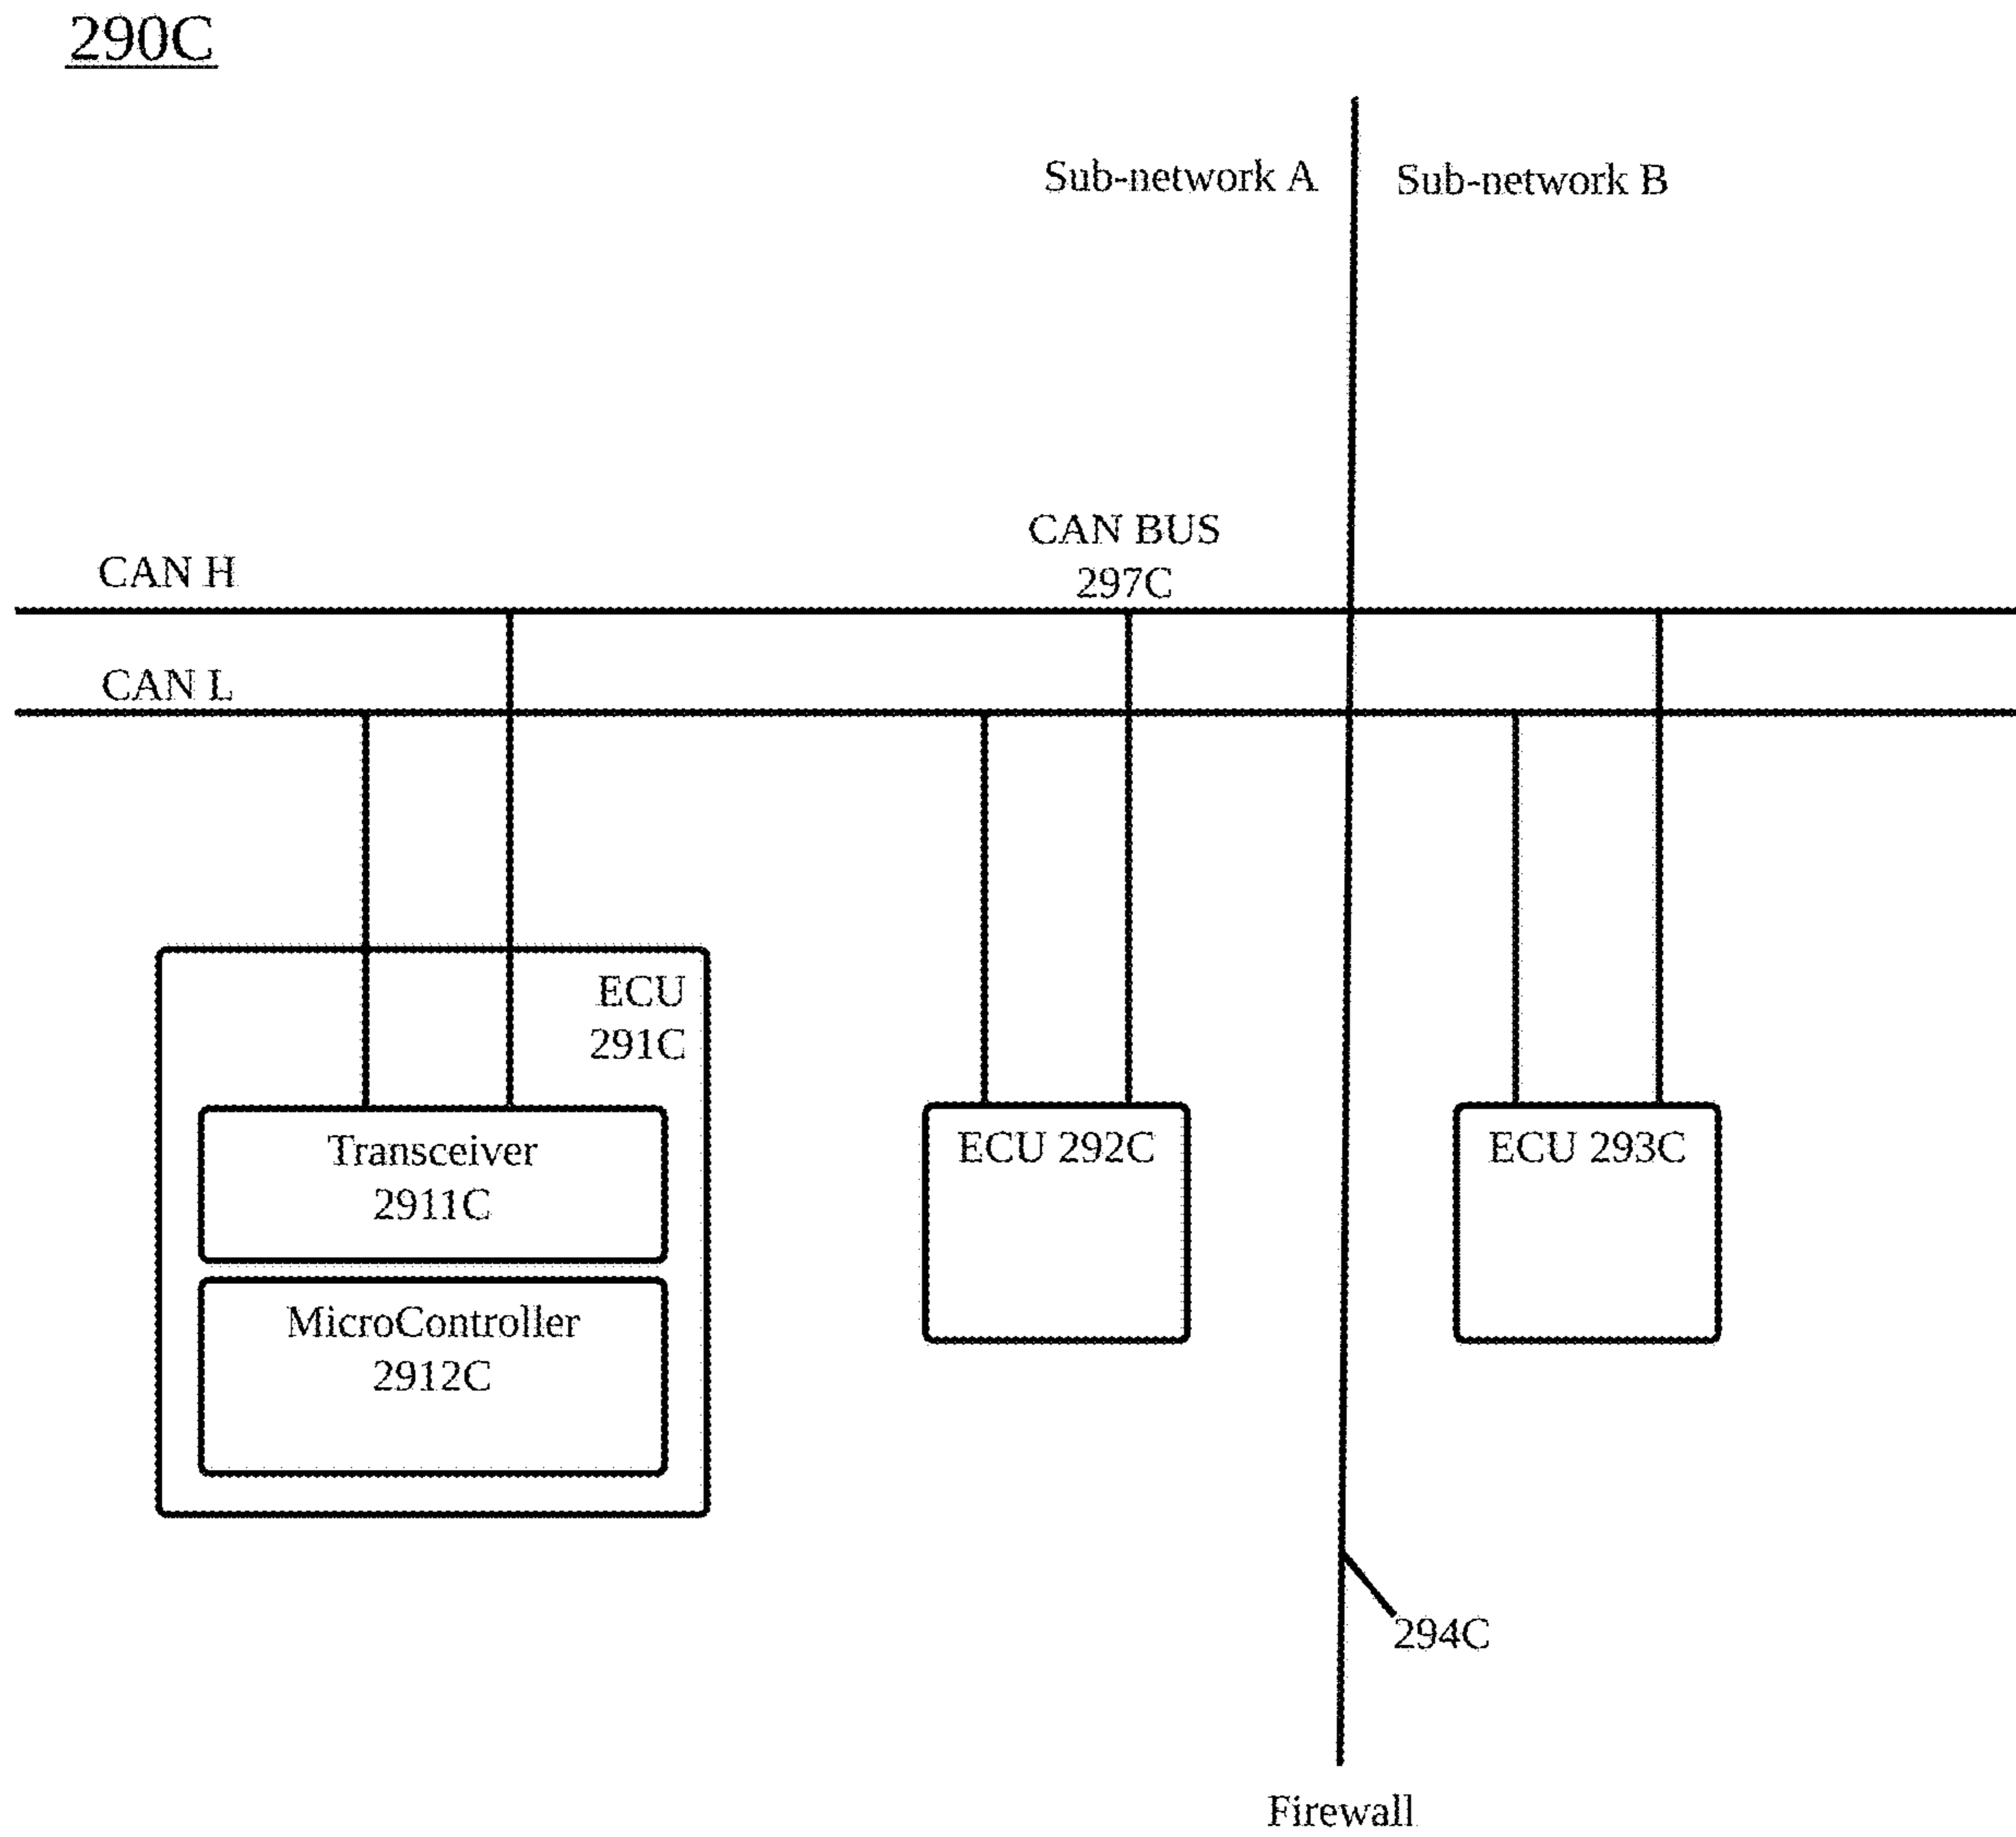 290C
Sub-network A
Sub-network B
CAN BUS
297C
CAN H
CAN L
ECU
291C
Transceiver
2911C
MicroController
2912C
ECU 292C
ECU 293C
294C
Firewall